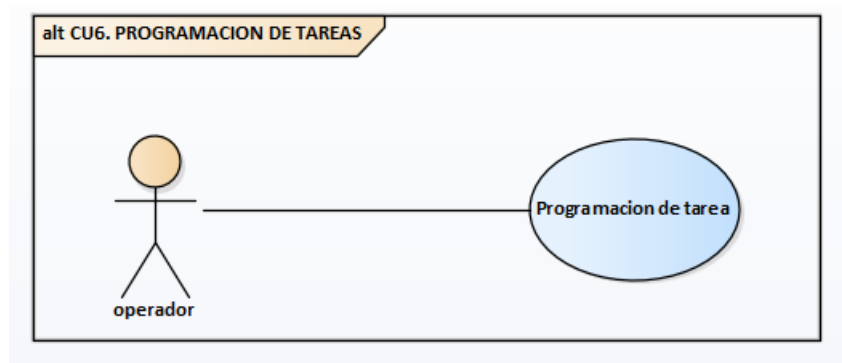 alt CU6. PROGRAMACION DE TAREAS
Programacion de tarea
operador